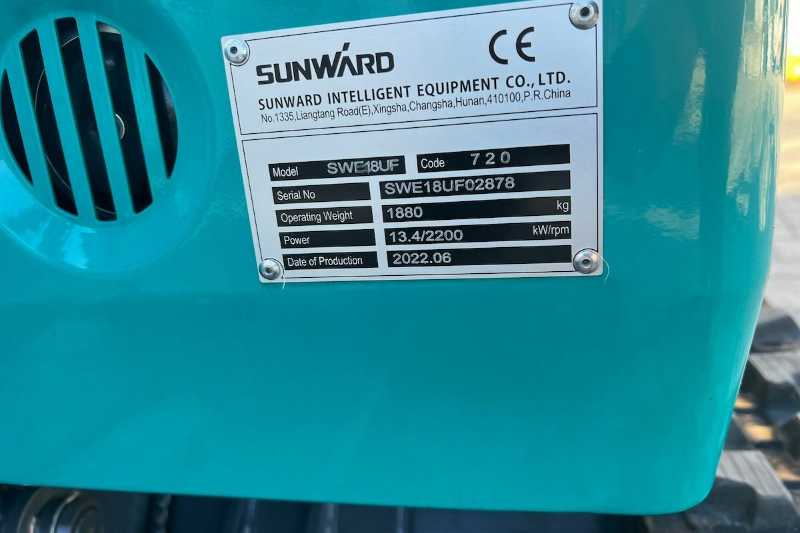 SUNWARD CE
SUNWARD INTELLIGENT EQUIPMENT CO., LTD.
No.1335,Liangtang Road(E),Xingsha,Changsha,Hunan,410100,P.R.China
Model SWE18UF Code 720
Serial No SWE18UF02878
Operating Weight 1880 kg
Power 13.4/2200 kW/rpm
Date of Production 2022.06